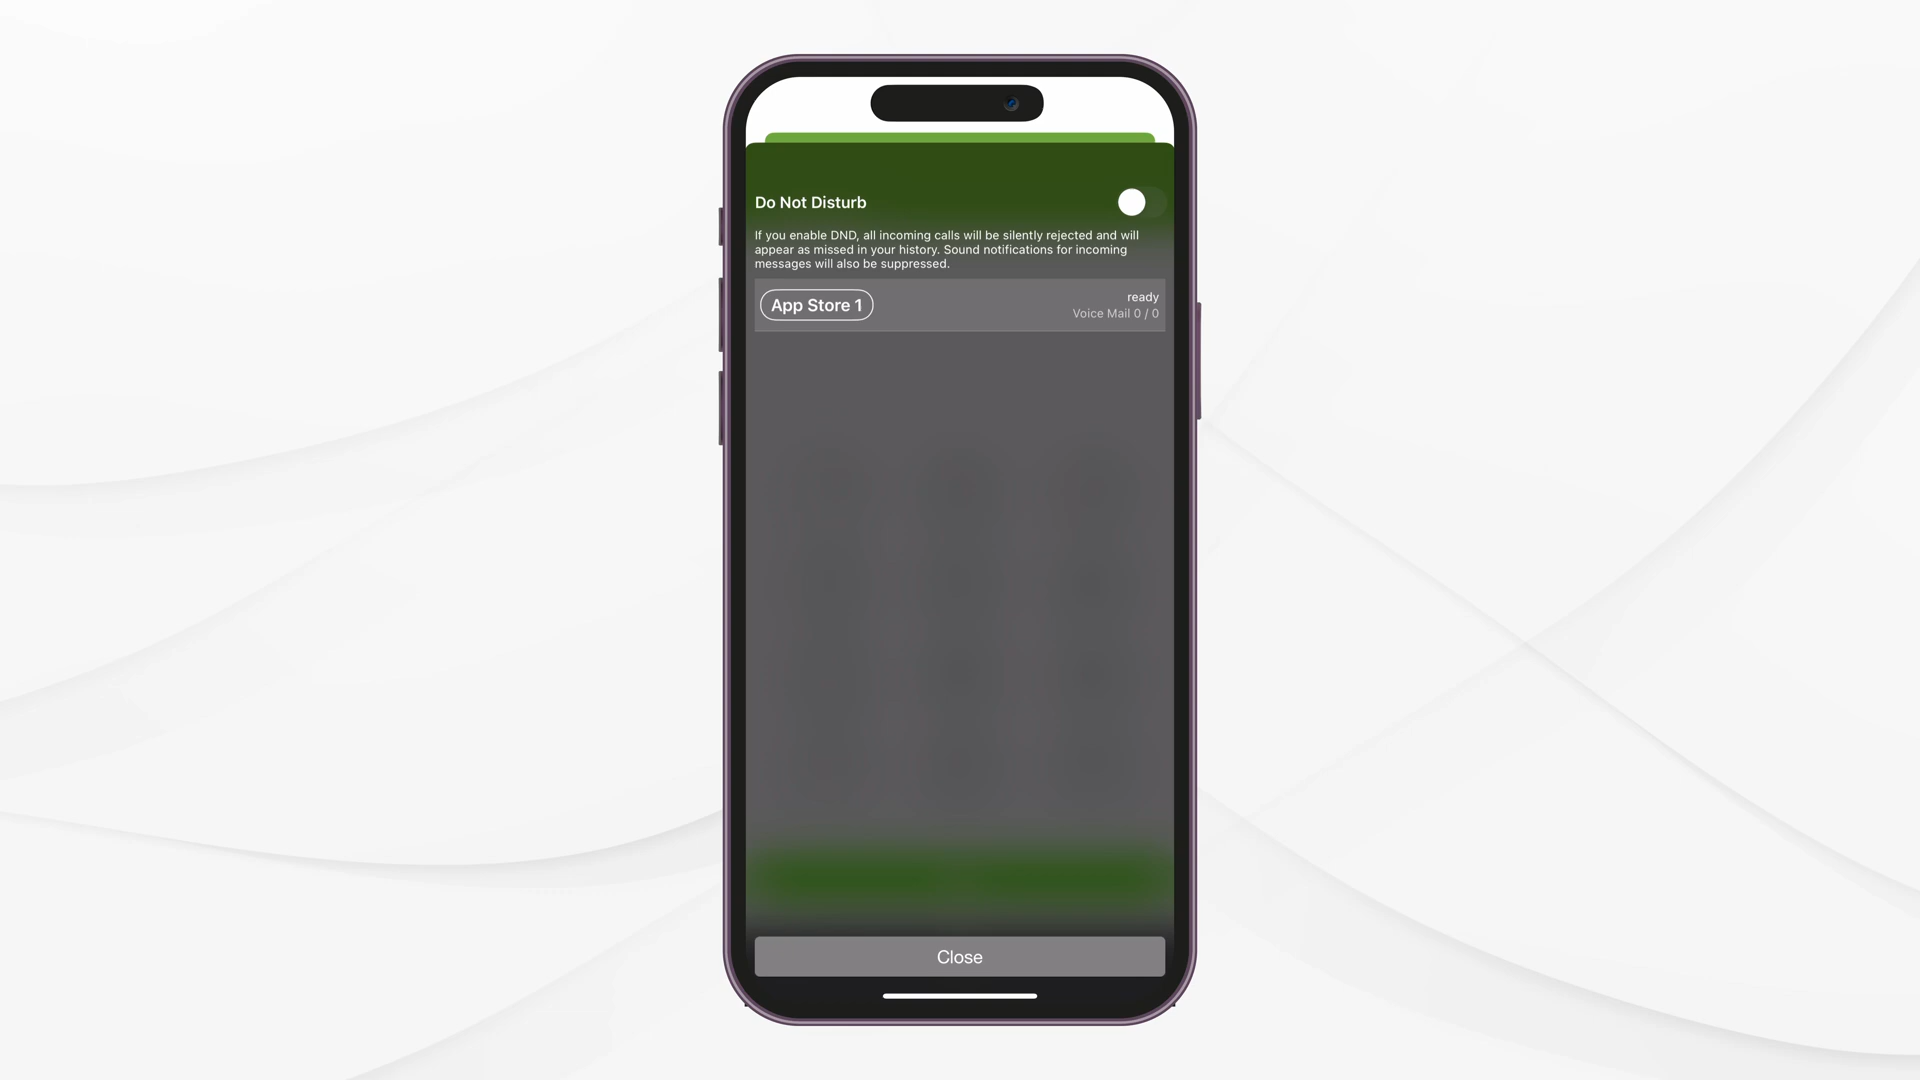 Do Not Disturb
If you enable DND, all incoming calls will be silently rejected and will
appear as missed in your history. Sound notifications for incoming
messages will also be suppressed.
App Store 1
ready
Voice Mail 0 / 0
Close